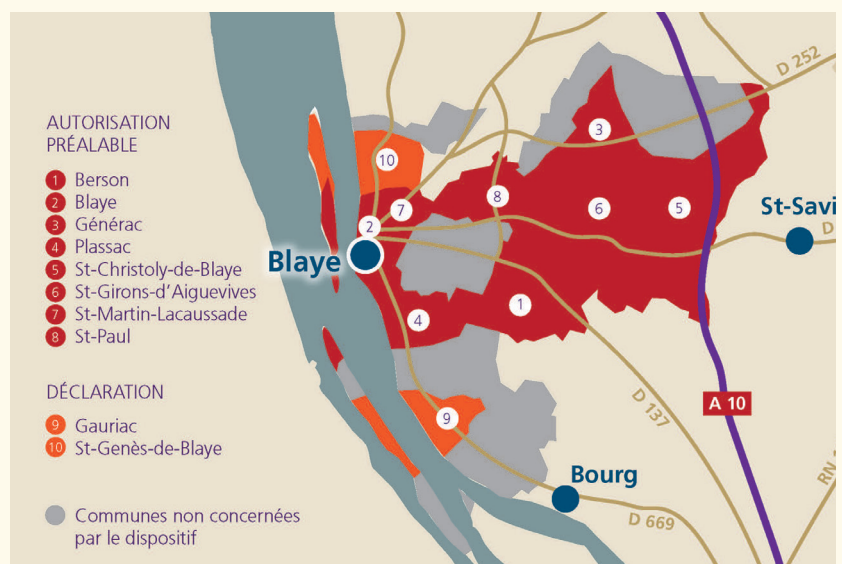 AUTORISATION
PRÉALABLE
1 Berson
2 Blaye
3 Générac
4 Plassac
5 St-Christoly-de-Blaye
6 St-Girons-d'Aiguevives
7 St-Martin-Lacaussade
8 St-Paul
DÉCLARATION
9 Gauriac
10 St-Genès-de-Blaye
Communes non concernées
par le dispositif
D 252
3
10
8
7
6
5
2
St-Savi
D
Blaye
1
4
A 10
D 137
9
Bourg
D 669